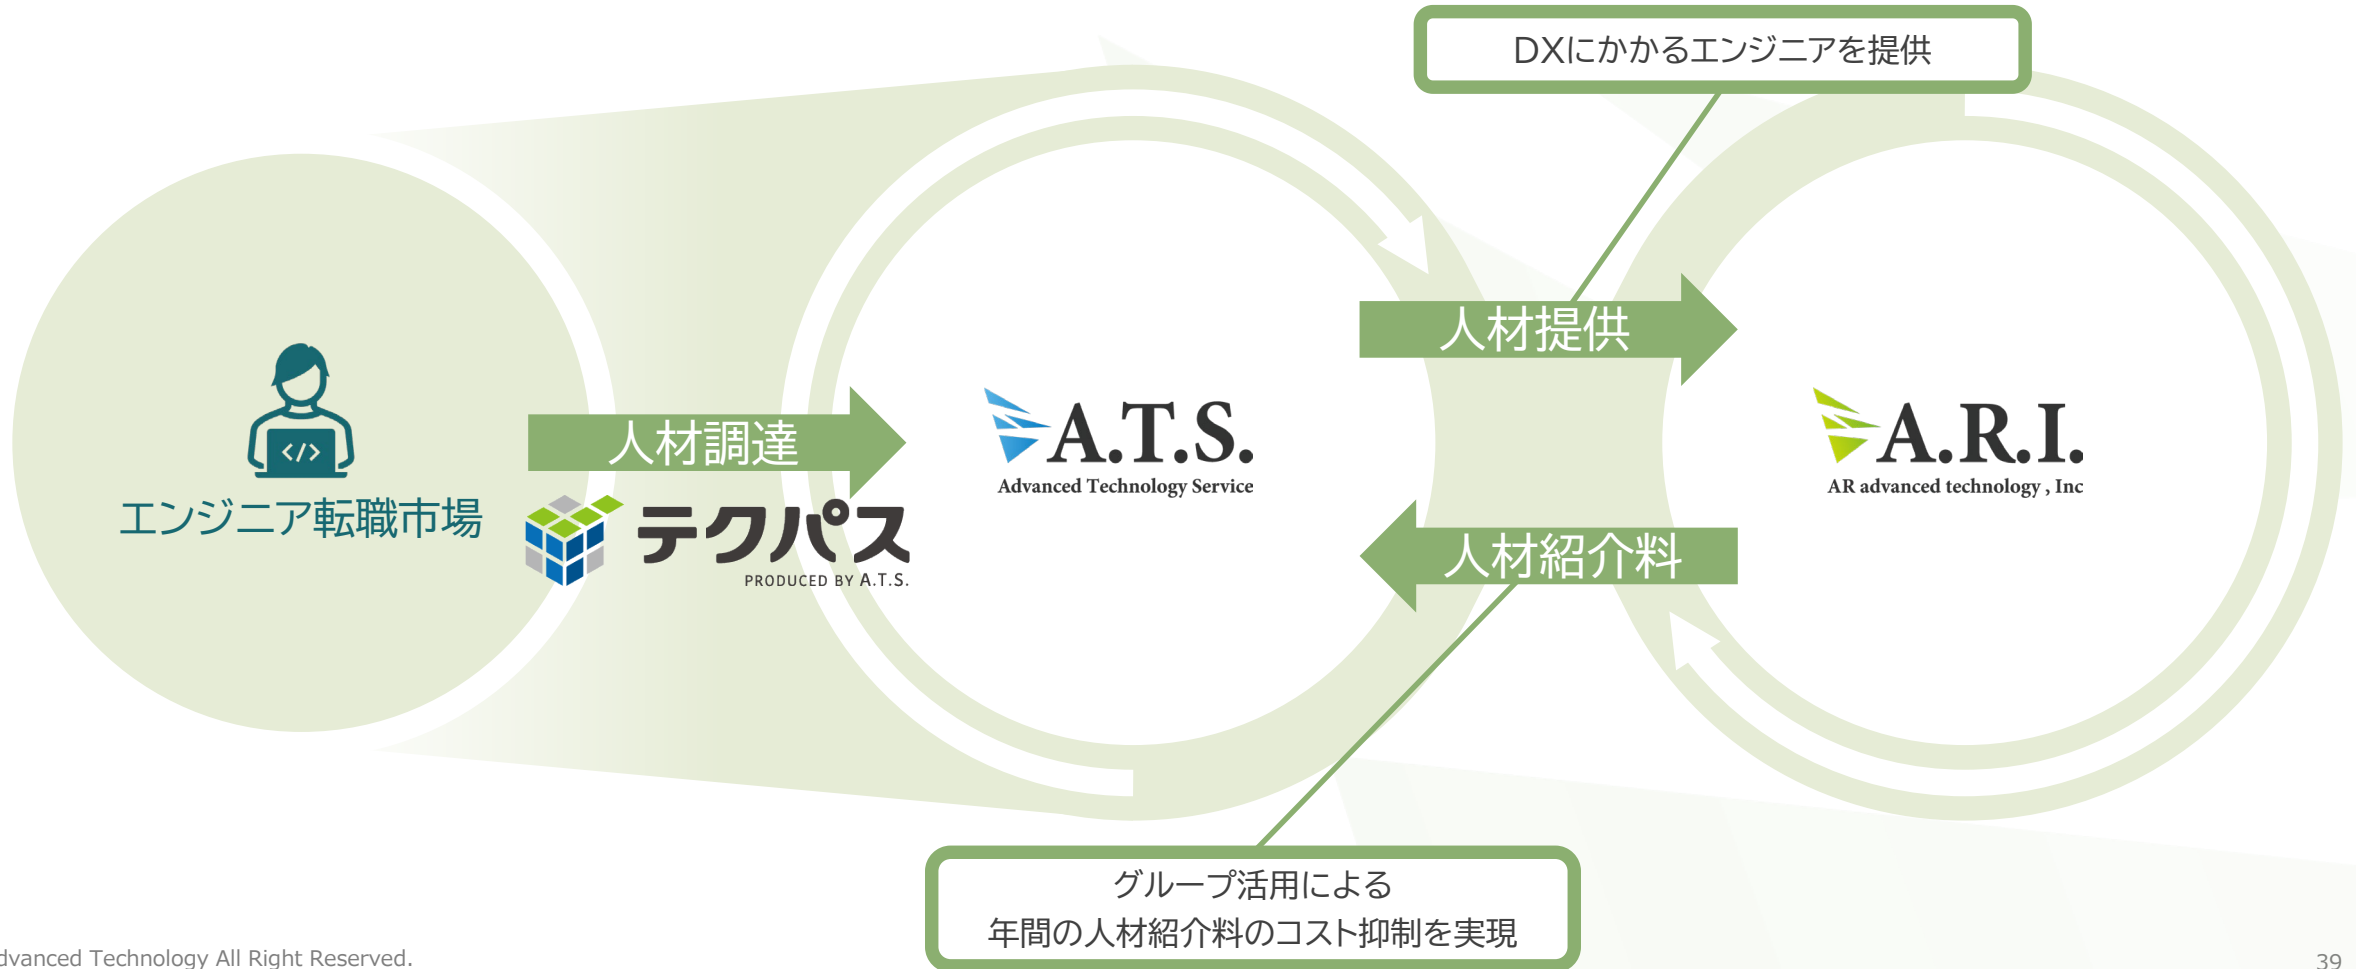 DXにかかるエンジニアを提供
人材提供
</>
エンジニア転職市場
人材調達
テクパス
PRODUCED BY A.T.S.
A.T.S.
Advanced Technology Service
A.R.I.
AR advanced technology , Inc
人材紹介料
グループ活用による
年間の人材紹介料のコスト抑制を実現
dvanced Technology All Right Reserved.
39